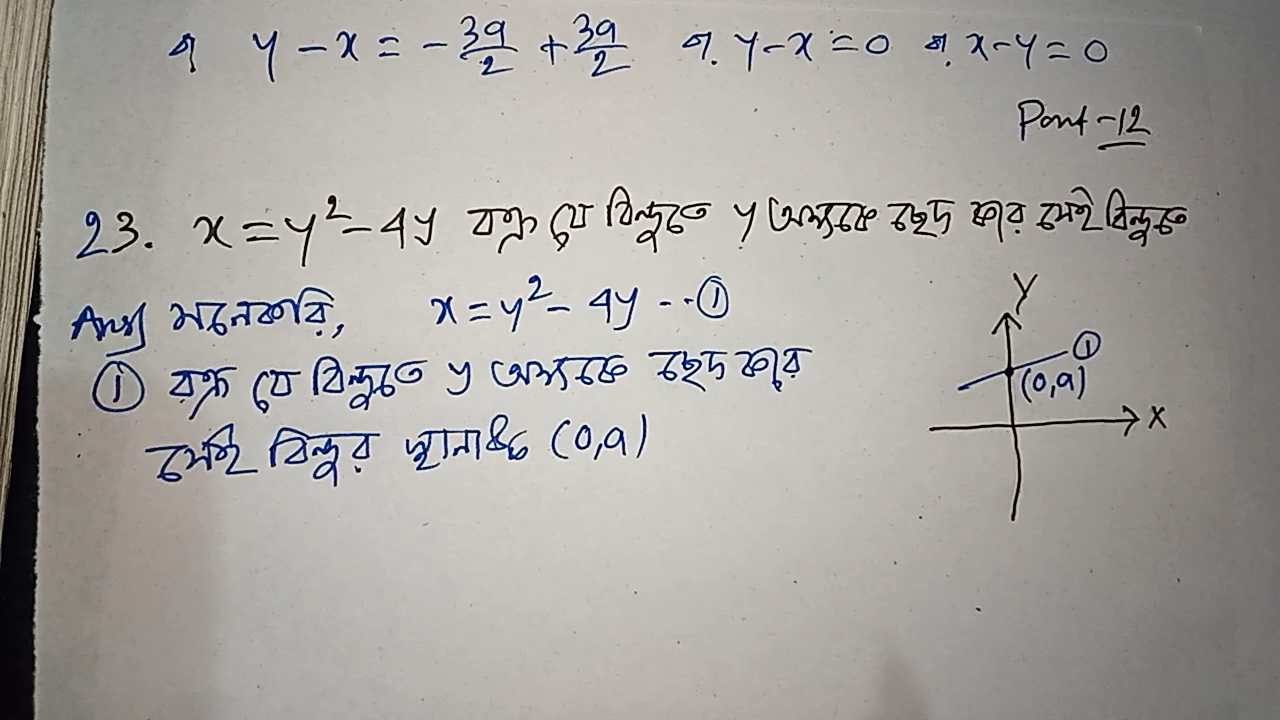 বা y - x = -3a/2 + 3a/2 বা. y - x = 0 বা. x - y = 0
Part - 12
23. x = y² - 4y বক্র যে বিন্দুতে y অক্ষকে ছেদ করে সেই বিন্দুতে
Ans মনেকরি, x = y² - 4y --①
① বক্র যে বিন্দুতে y অক্ষকে ছেদ করে
সেই বিন্দুর স্থানাঙ্ক (0,a)
Y
①
(0,a)
X